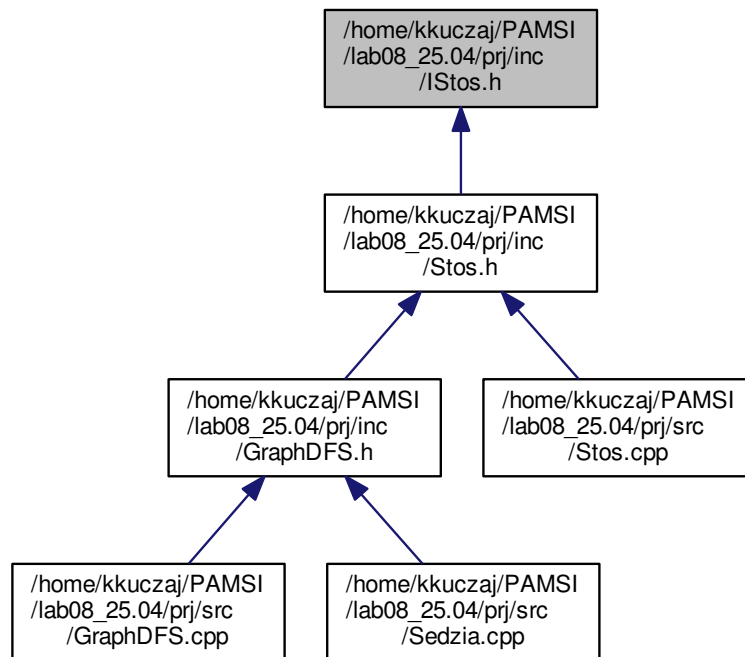 /home/kkuczaj/PAMSI
/lab08_25.04/prj/inc
/IStos.h
/home/kkuczaj/PAMSI
/lab08_25.04/prj/inc
/Stos.h
/home/kkuczaj/PAMSI
/lab08_25.04/prj/inc
/GraphDFS.h
/home/kkuczaj/PAMSI
/lab08_25.04/prj/src
/Stos.cpp
/home/kkuczaj/PAMSI
/lab08_25.04/prj/src
/GraphDFS.cpp
/home/kkuczaj/PAMSI
/lab08_25.04/prj/src
/Sedzia.cpp